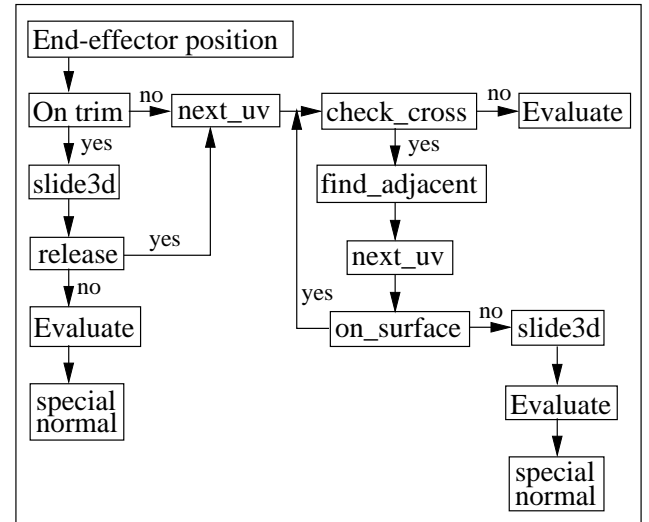 End-effector position
On trim
no
next_uv
check_cross
no
Evaluate
yes
yes
slide3d
find_adjacent
release
yes
next_uv
no
yes
Evaluate
on_surface
no
slide3d
special
normal
Evaluate
special
normal